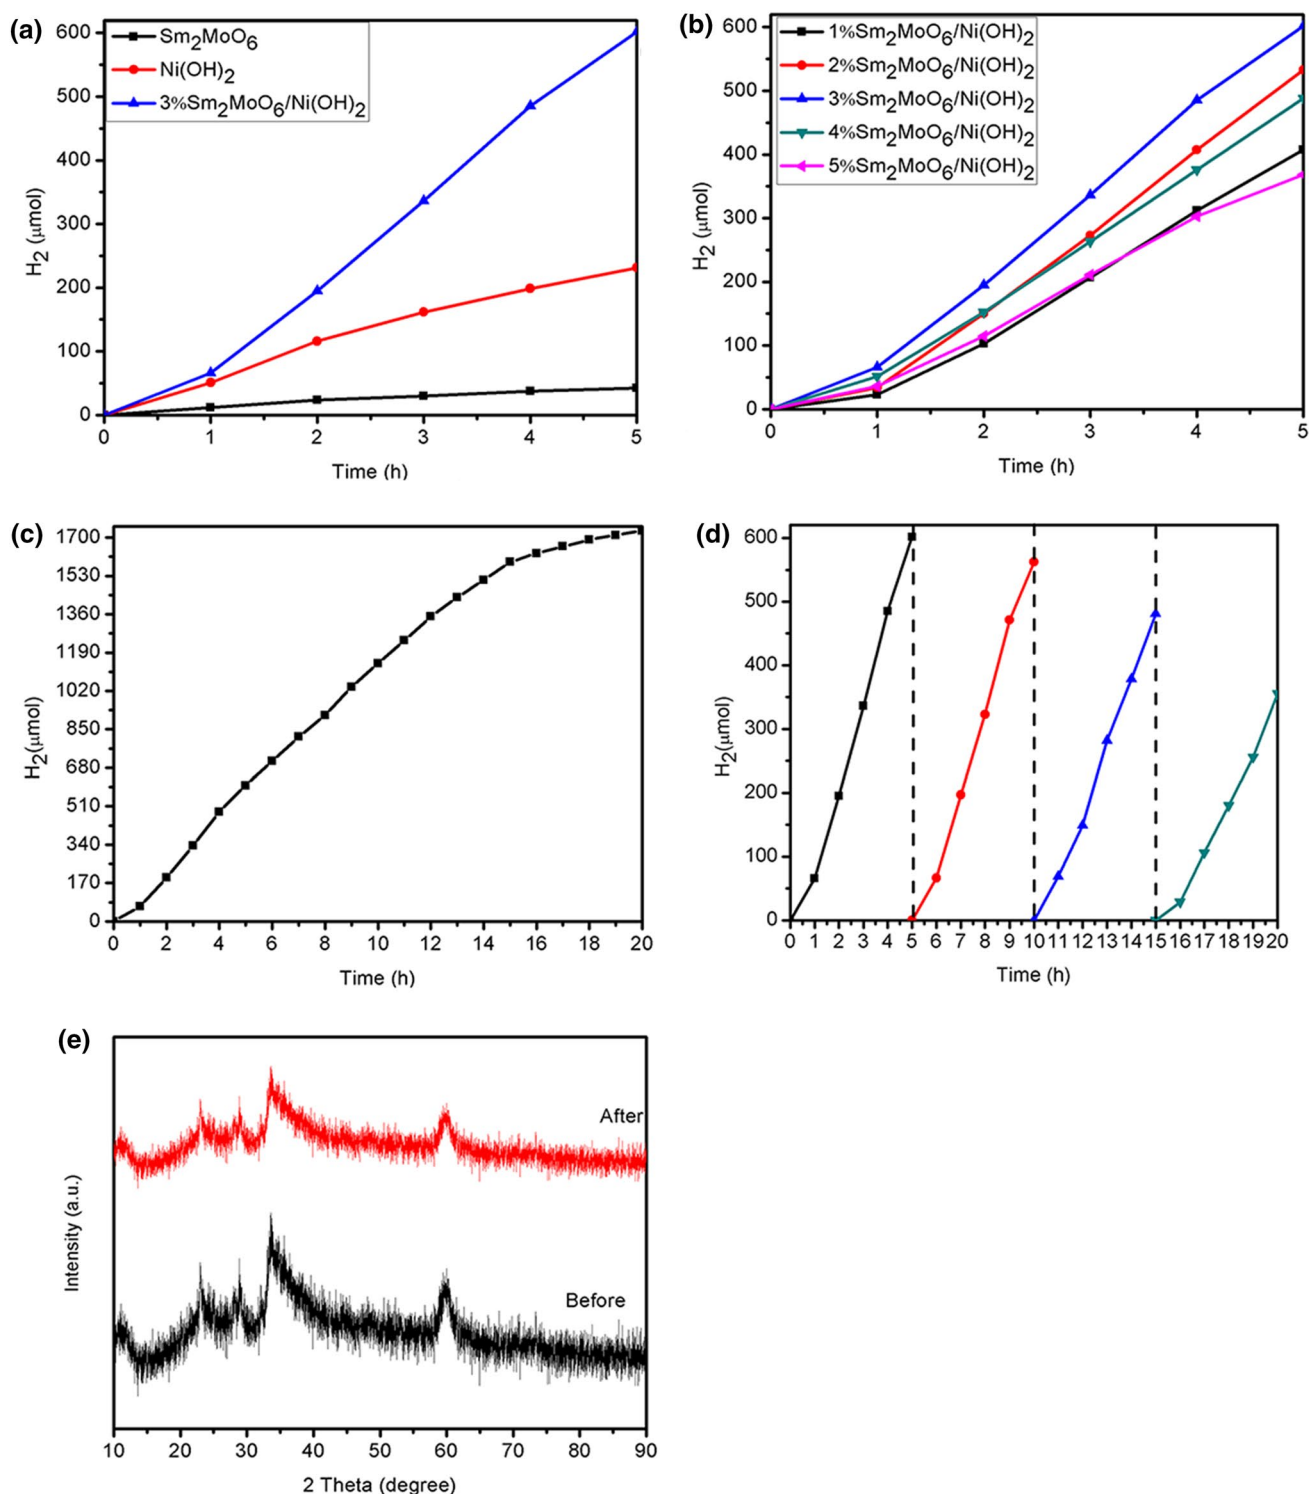 (a)
600
500
400
300
200
100
0
H2 (μmol)
Sm2MoO6
Ni(OH)2
3%Sm2MoO6/Ni(OH)2
0 1 2 3 4 5
Time (h)
(b)
600
500
400
300
200
100
0
H2 (μmol)
1%Sm2MoO6/Ni(OH)2
2%Sm2MoO6/Ni(OH)2
3%Sm2MoO6/Ni(OH)2
4%Sm2MoO6/Ni(OH)2
5%Sm2MoO6/Ni(OH)2
0 1 2 3 4 5
Time (h)
(c)
1700
1530
1360
1190
1020
850
680
510
340
170
0
H2(μmol)
0 2 4 6 8 10 12 14 16 18 20
Time (h)
(d)
600
500
400
300
200
100
0
H2(μmol)
0 1 2 3 4 5 6 7 8 9 10 11 12 13 14 15 16 17 18 19 20
Time (h)
(e)
Intensity (a.u.)
After
Before
10 20 30 40 50 60 70 80 90
2 Theta (degree)